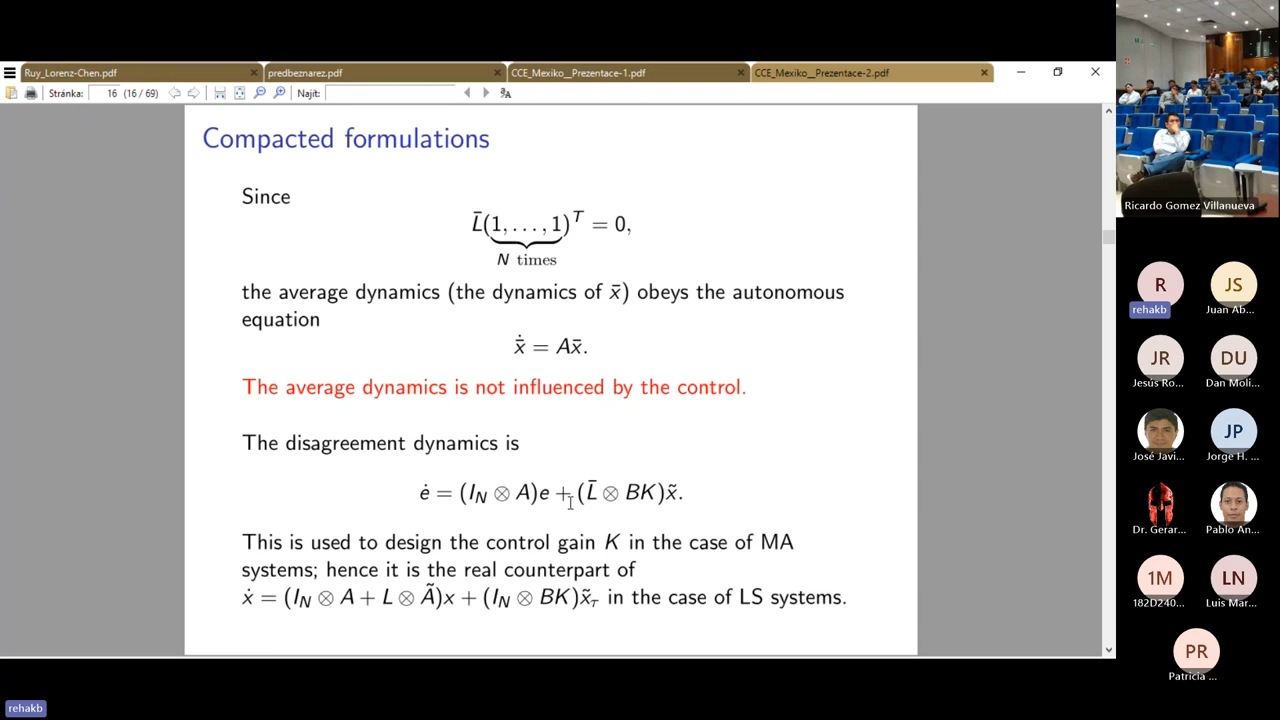 Ruy_Lorenz-Chen.pdf
predbeznarez.pdf
CCE_Mexiko__Prezentace-1.pdf
CCE_Mexiko__Prezentace-2.pdf
Stránka: 16 (16 / 69)
Najít:
Compacted formulations
Since
L̄(1, . . . , 1)ᵀ = 0,
N times
the average dynamics (the dynamics of x̄) obeys the autonomous
equation
ẋ̄ = Ax̄.
The average dynamics is not influenced by the control.
The disagreement dynamics is
ė = (I_N ⊗ A)e + (L̄ ⊗ BK)x̃.
This is used to design the control gain K in the case of MA
systems; hence it is the real counterpart of
ẋ = (I_N ⊗ A + L ⊗ Ã)x + (I_N ⊗ BK)x̃_τ in the case of LS systems.
Ricardo Gomez Villanueva
R
rehakb
JS
Juan Ab...
JR
Jesús Ro...
DU
Dan Moli...
José Javi...
JP
Jorge H. ...
Dr. Gerar...
Pablo An...
1M
182D240...
LN
Luis Mar...
PR
Patricia ...
rehakb